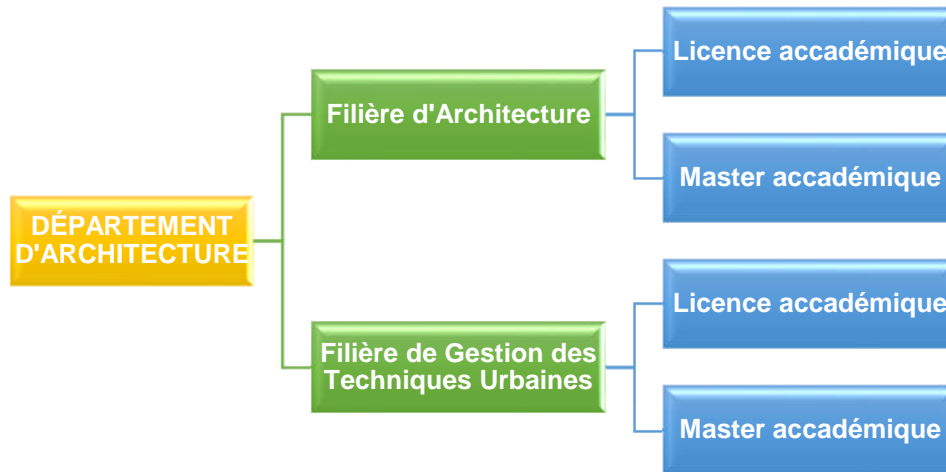 DÉPARTEMENT
D'ARCHITECTURE
Filière d'Architecture
Licence accadémique
Master accadémique
Filière de Gestion des
Techniques Urbaines
Licence accadémique
Master accadémique